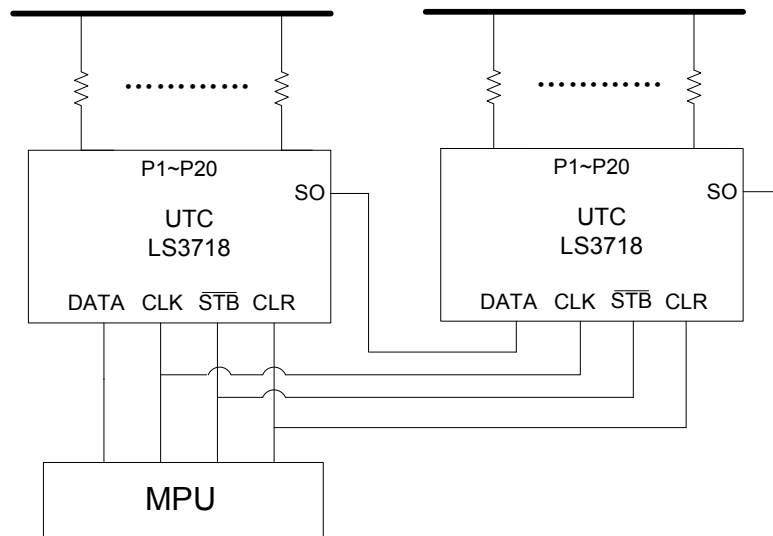 P1~P20
SO
UTC
LS3718
DATA CLK STB CLR
P1~P20
SO
UTC
LS3718
DATA CLK STB CLR
MPU